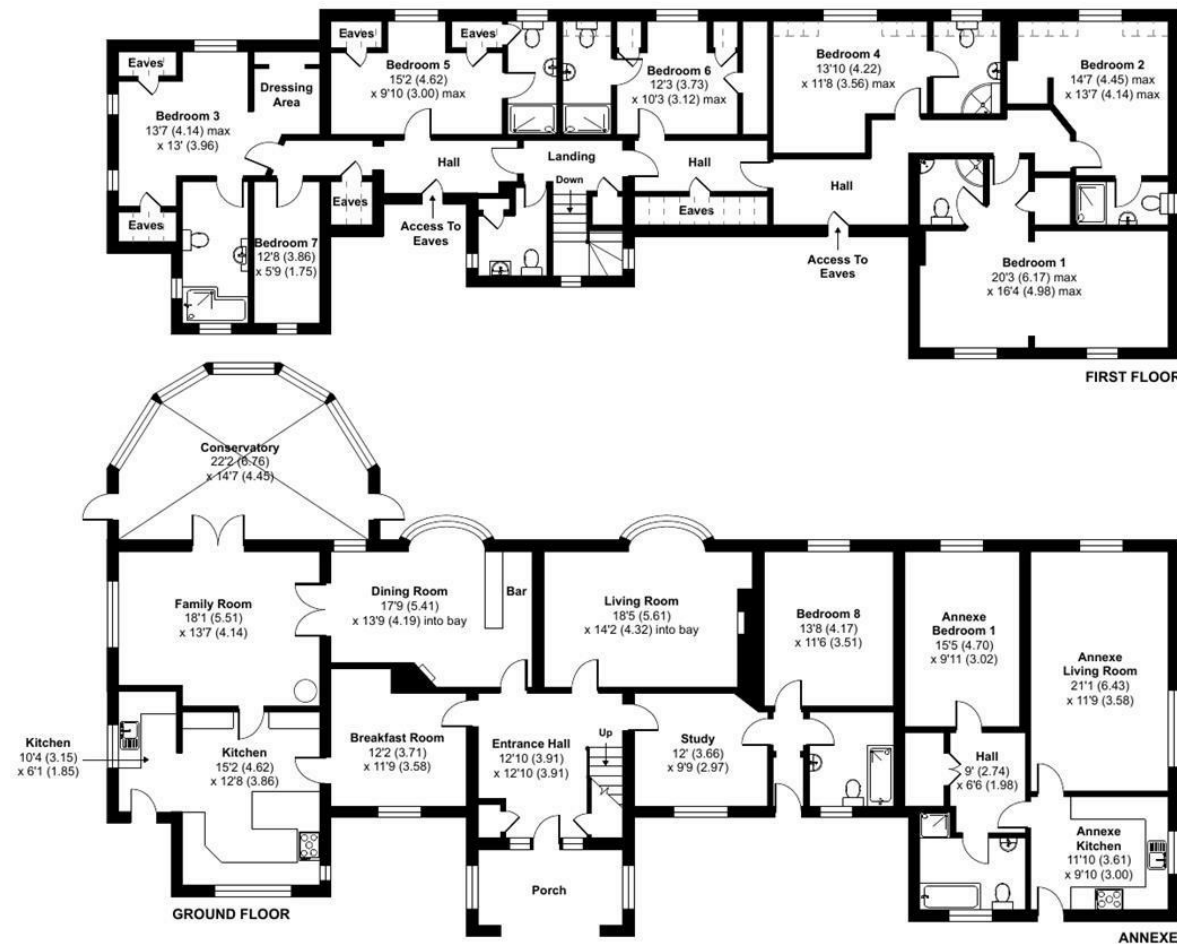 Eaves
Eaves
Eaves
Bedroom 5
15'2 (4.62)
x 9'10 (3.00) max
Bedroom 6
12'3 (3.73)
x 10'3 (3.12) max
Bedroom 4
13'10 (4.22)
x 11'8 (3.56) max
Bedroom 2
14'7 (4.45) max
x 13'7 (4.14) max
Dressing
Area
Bedroom 3
13'7 (4.14) max
x 13' (3.96)
Hall
Landing
Down
Hall
Hall
Eaves
Eaves
Eaves
Access To
Eaves
Bedroom 7
12'8 (3.86)
x 5'9 (1.75)
Access To
Eaves
Bedroom 1
20'3 (6.17) max
x 16'4 (4.98) max
FIRST FLOOR
Conservatory
22'2 (6.76)
x 14'7 (4.45)
Family Room
18'1 (5.51)
x 13'7 (4.14)
Dining Room
17'9 (5.41)
x 13'9 (4.19) into bay
Bar
Living Room
18'5 (5.61)
x 14'2 (4.32) into bay
Bedroom 8
13'8 (4.17)
x 11'6 (3.51)
Annexe
Bedroom 1
15'5 (4.70)
x 9'11 (3.02)
Annexe
Living Room
21'1 (6.43)
x 11'9 (3.58)
Kitchen
10'4 (3.15)
x 6'1 (1.85)
Kitchen
15'2 (4.62)
x 12'8 (3.86)
Breakfast Room
12'2 (3.71)
x 11'9 (3.58)
Entrance Hall
12'10 (3.91)
x 12'10 (3.91)
Up
Study
12' (3.66)
x 9'9 (2.97)
Hall
9' (2.74)
x 6'6 (1.98)
Annexe
Kitchen
11'10 (3.61)
x 9'10 (3.00)
Porch
GROUND FLOOR
ANNEXE